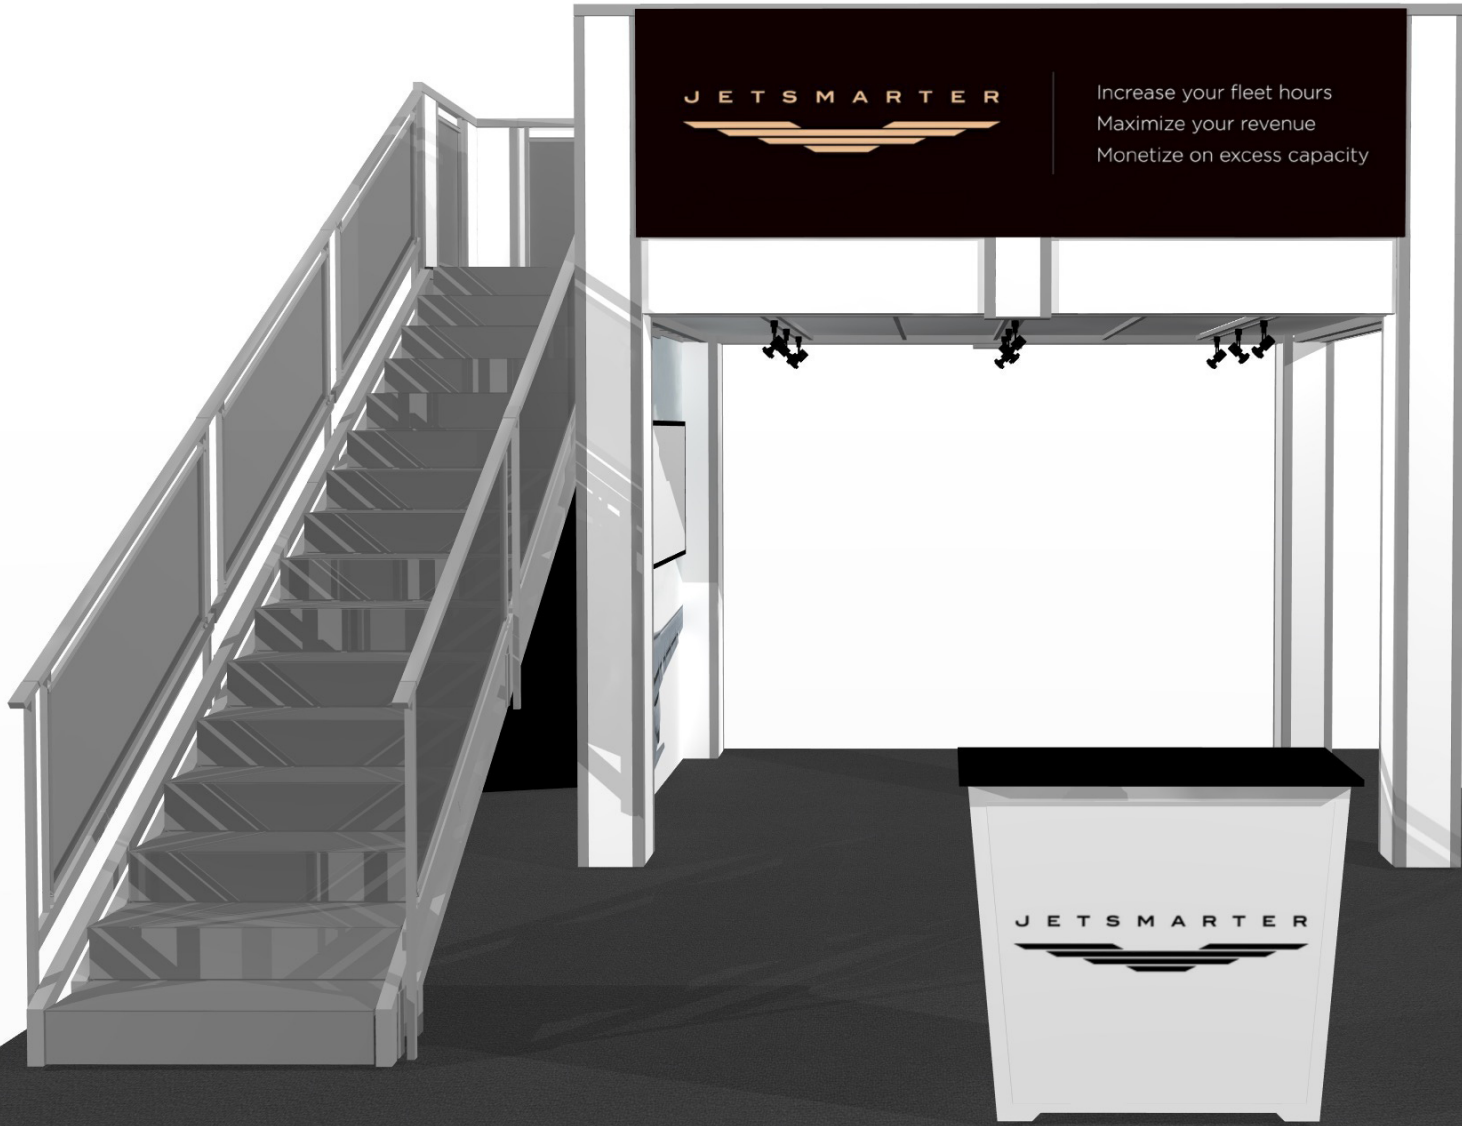 JETSMARTER
Increase your fleet hours
Maximize your revenue
Monetize on excess capacity
JETSMARTER